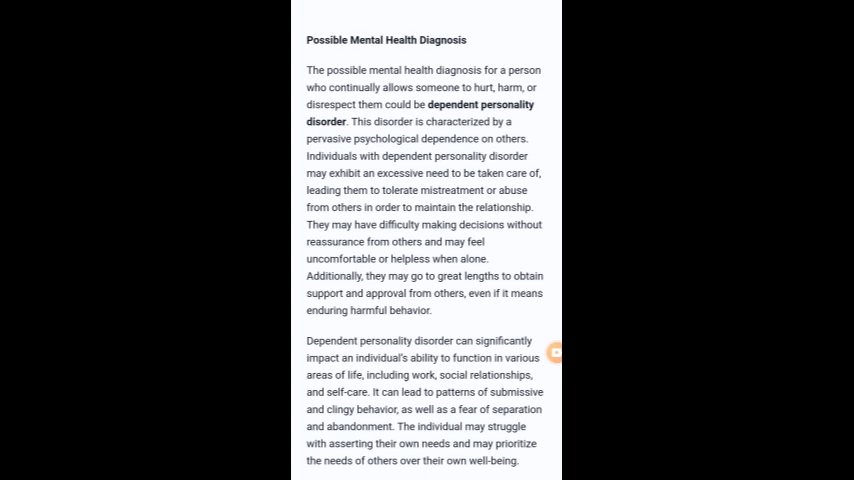 Possible Mental Health Diagnosis
The possible mental health diagnosis for a person
who continually allows someone to hurt, harm, or
disrespect them could be dependent personality
disorder. This disorder is characterized by a
pervasive psychological dependence on others.
Individuals with dependent personality disorder
may exhibit an excessive need to be taken care of,
leading them to tolerate mistreatment or abuse
from others in order to maintain the relationship.
They may have difficulty making decisions without
reassurance from others and may feel
uncomfortable or helpless when alone.
Additionally, they may go to great lengths to obtain
support and approval from others, even if it means
enduring harmful behavior.
Dependent personality disorder can significantly
impact an individual's ability to function in various
areas of life, including work, social relationships,
and self-care. It can lead to patterns of submissive
and clingy behavior, as well as a fear of separation
and abandonment. The individual may struggle
with asserting their own needs and may prioritize
the needs of others over their own well-being.